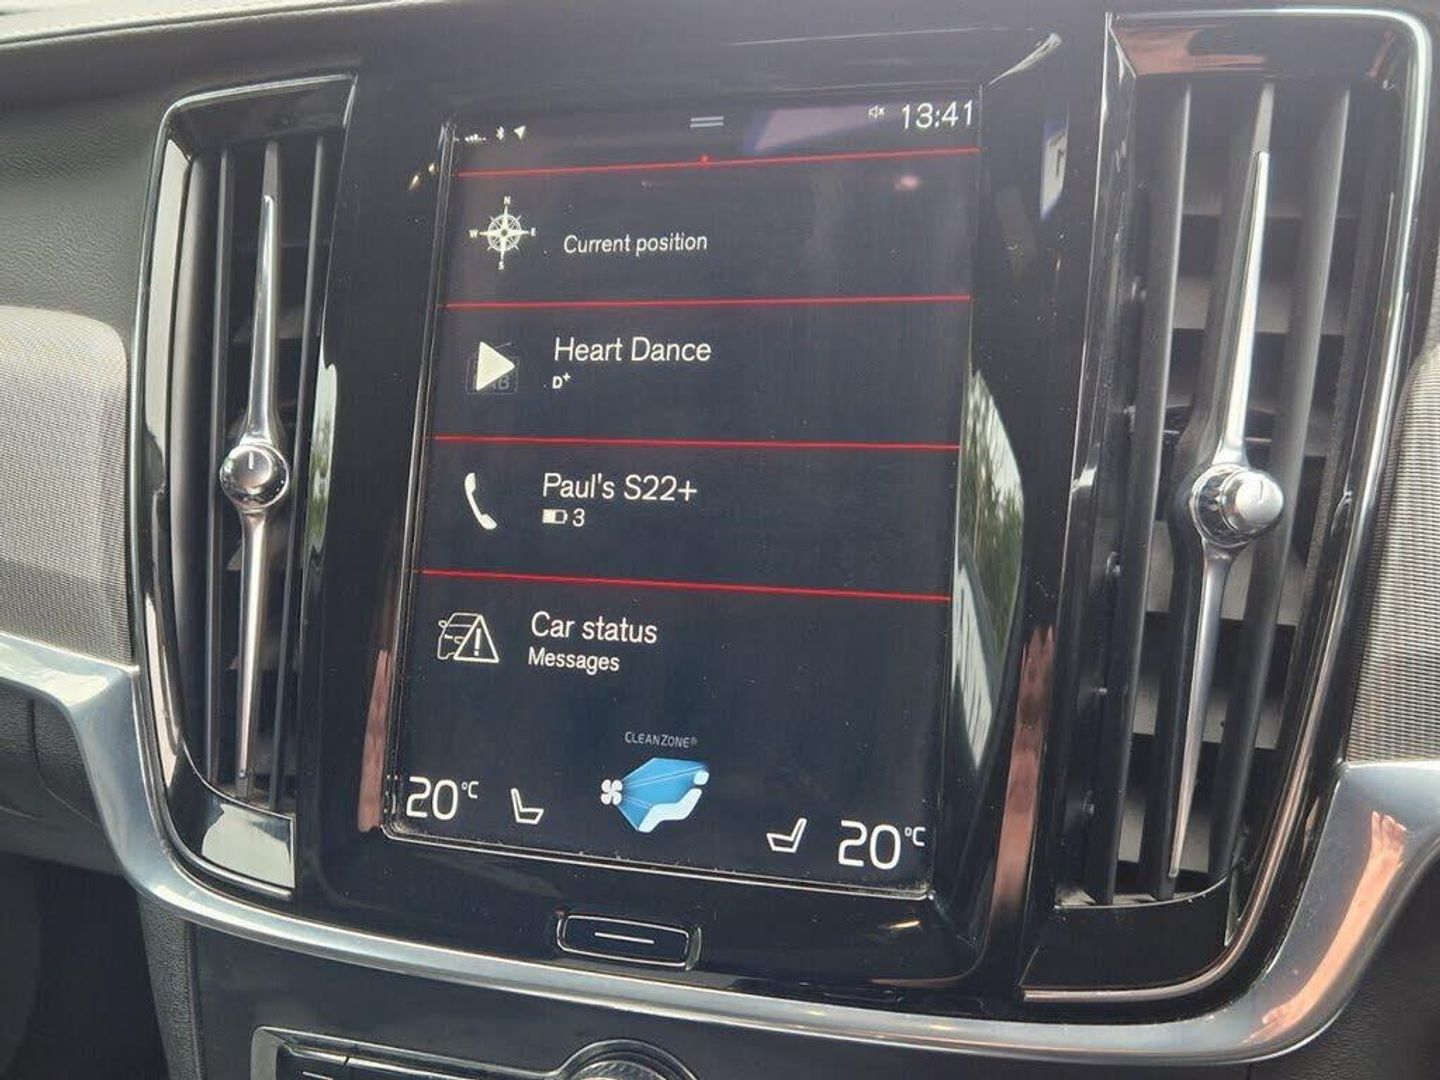 13:41
N
W E
S
Current position
Heart Dance
D+
Paul's S22+
3
Car status
Messages
CLEANZONE®
20°C
20°C